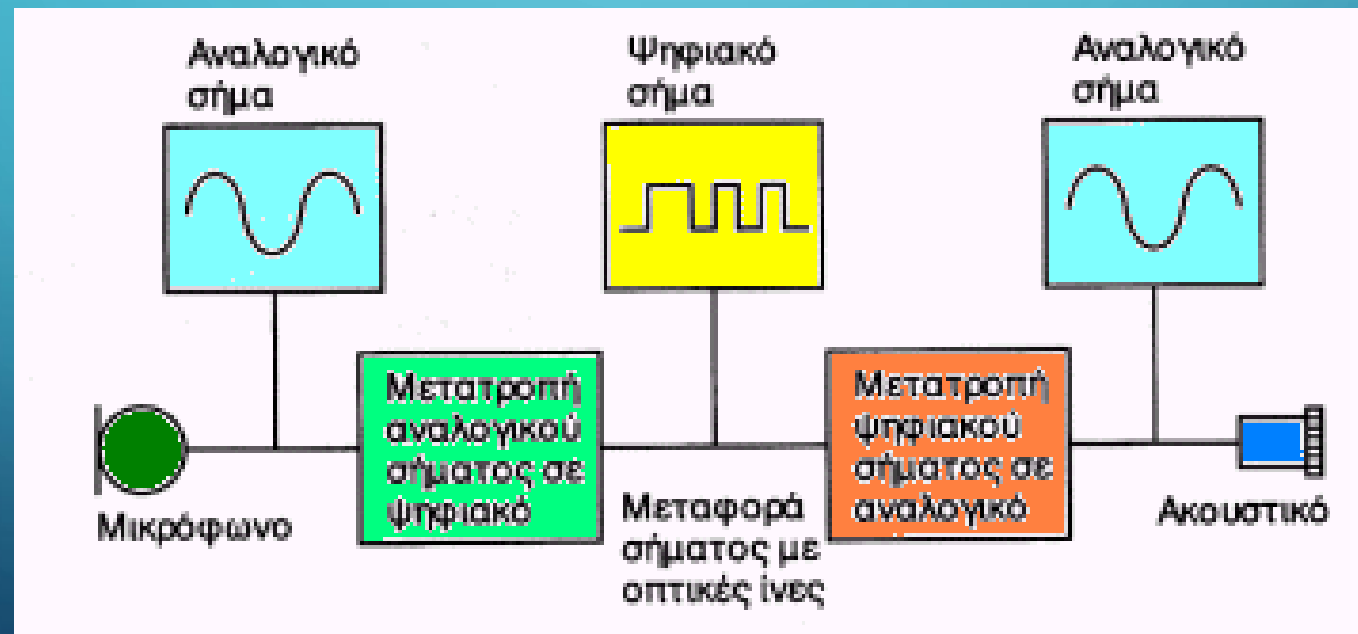 Αναλογικό
σήμα
Ψηφιακό
σήμα
Αναλογικό
σήμα
Μικρόφωνο
Μετατροπή
αναλογικού
σήματος σε
ψηφιακό
Μεταφορά
σήματος με
οπτικές ίνες
Μετατροπή
ψηφιακού
σήματος σε
αναλογικό
Ακουστικό